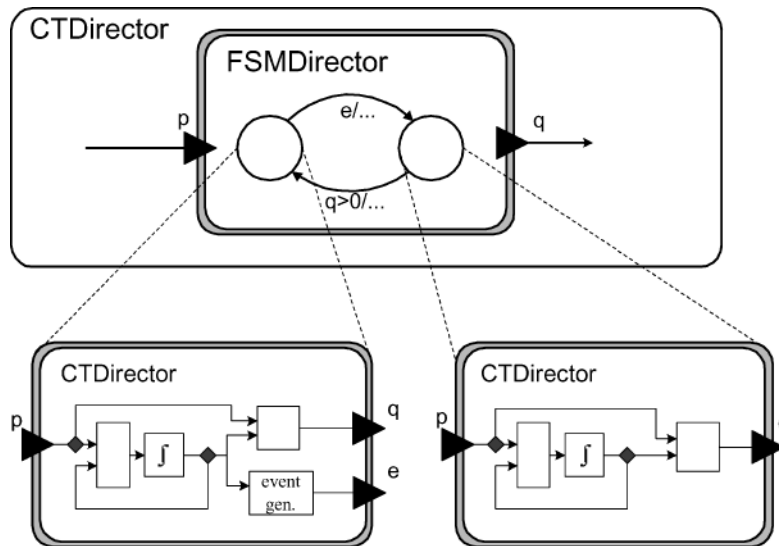 CTDirector
FSMDirector
p
e/...
q
q>0/...
CTDirector
p
∫
q
event
gen.
e
CTDirector
p
∫